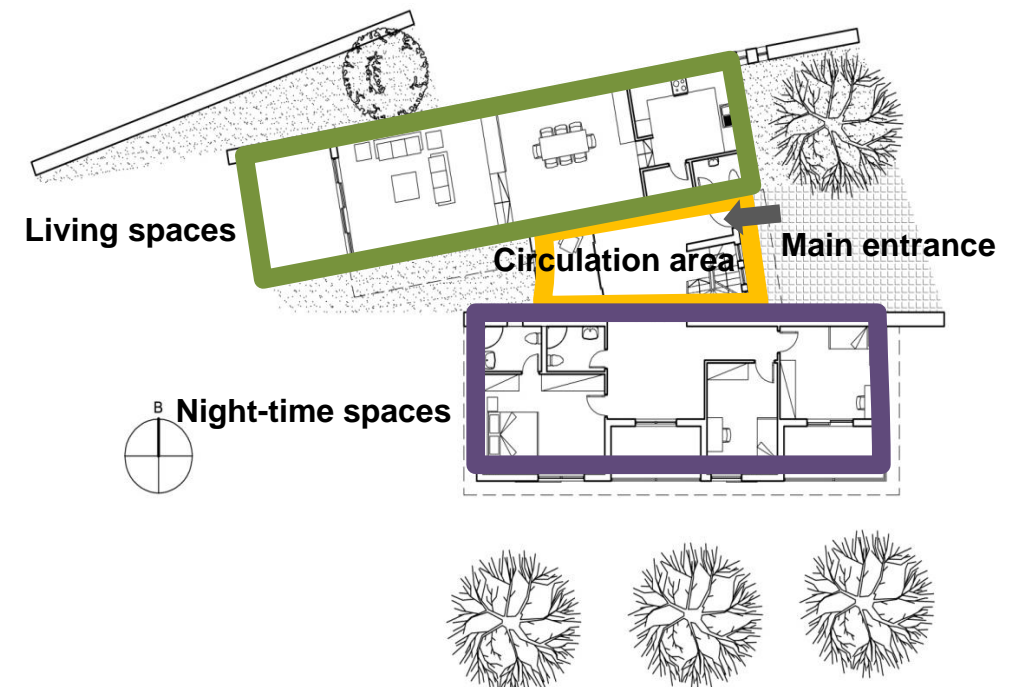 Living spaces
Circulation area
Main entrance
Night-time spaces
B